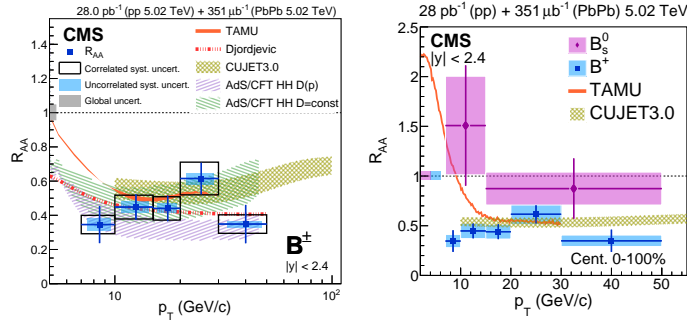 28.0 pb⁻¹ (pp 5.02 TeV) + 351 μb⁻¹ (PbPb 5.02 TeV)
CMS
R_AA
Correlated syst. uncert.
Uncorrelated syst. uncert.
Global uncert.
TAMU
Djordjevic
CUJET3.0
AdS/CFT HH D(p)
AdS/CFT HH D=const
R_AA
1.4
1.2
1
0.8
0.6
0.4
0.2
0
B±
|y| < 2.4
10
10²
p_T (GeV/c)
28 pb⁻¹ (pp) + 351 μb⁻¹ (PbPb) 5.02 TeV
CMS
|y| < 2.4
B⁰_s
B⁺
TAMU
CUJET3.0
R_AA
2.5
2
1.5
1
0.5
0
Cent. 0-100%
10
20
30
40
50
60
p_T (GeV/c)